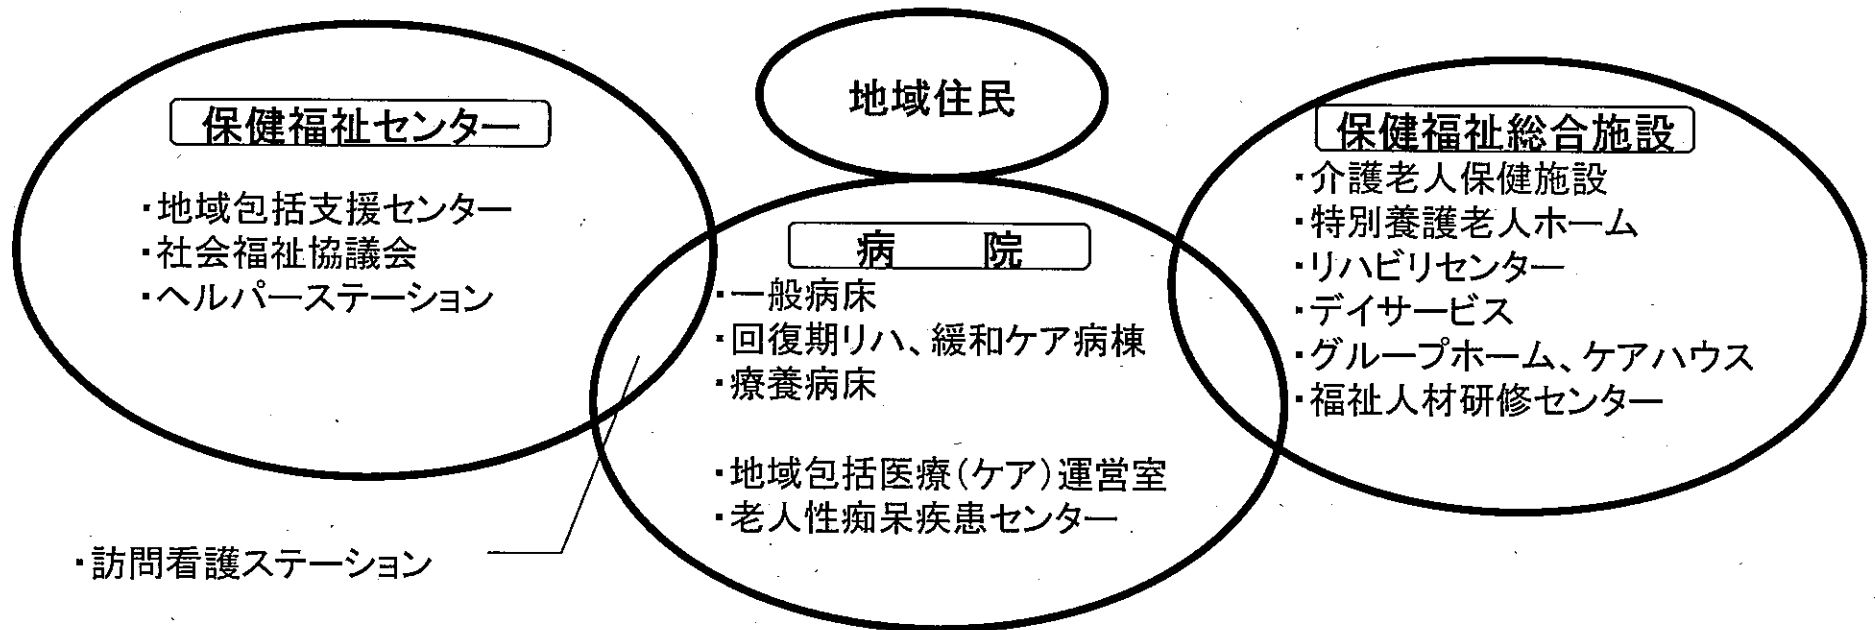 地域住民
保健福祉センター
・地域包括支援センター
・社会福祉協議会
・ヘルパーステーション
病　　院
・一般病床
・回復期リハ、緩和ケア病棟
・療養病床
・地域包括医療(ケア)運営室
・老人性痴呆疾患センター
保健福祉総合施設
・介護老人保健施設
・特別養護老人ホーム
・リハビリセンター
・デイサービス
・グループホーム、ケアハウス
・福祉人材研修センター
・訪問看護ステーション